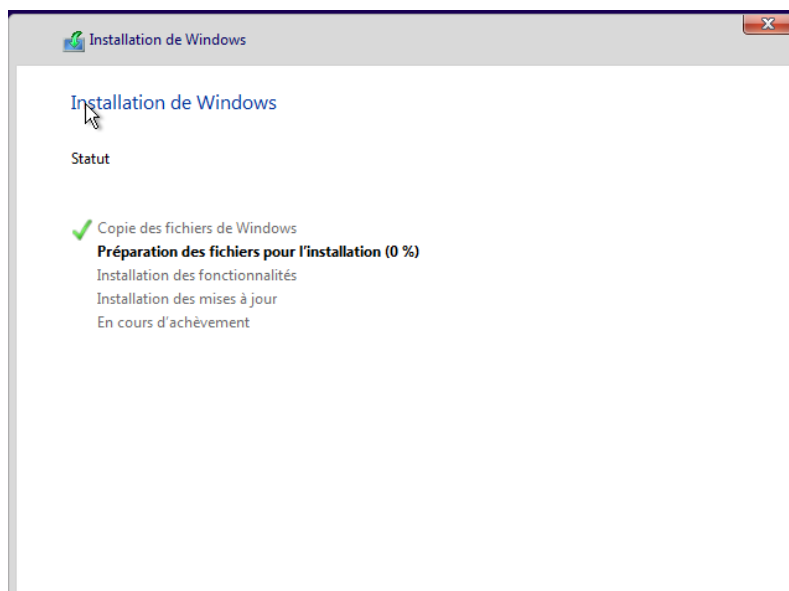 Installation de Windows
Installation de Windows
Statut
Copie des fichiers de Windows
Préparation des fichiers pour l'installation (0 %)
Installation des fonctionnalités
Installation des mises à jour
En cours d'achèvement